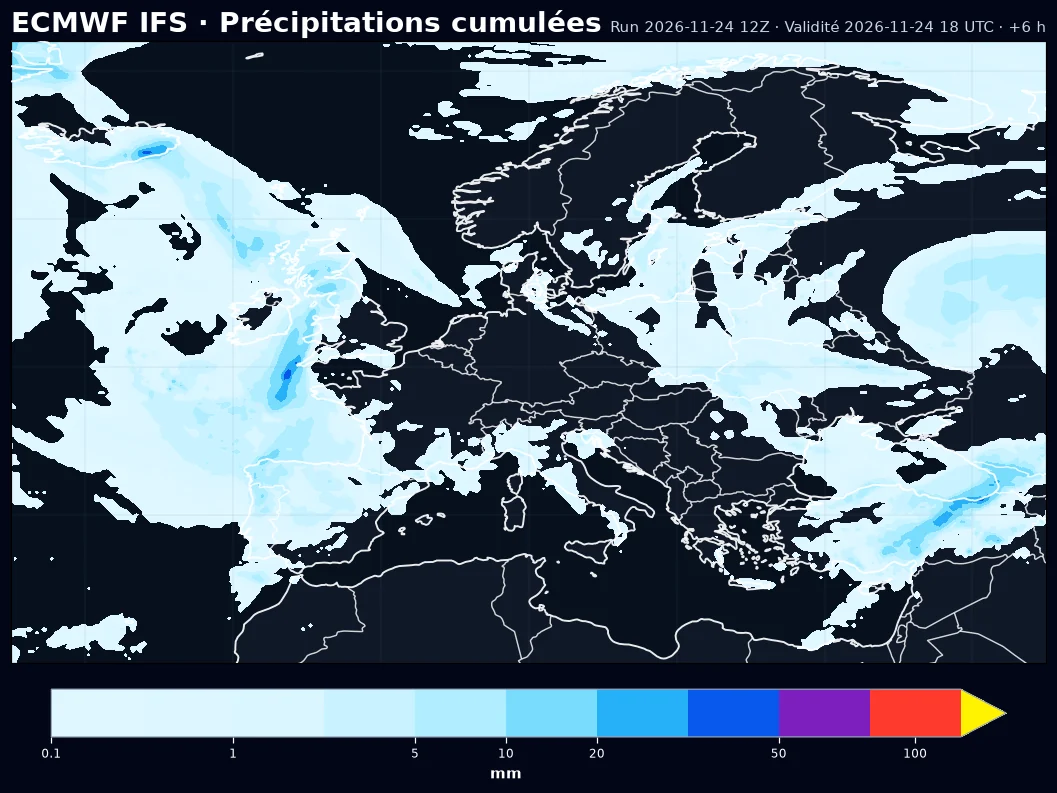 ECMWF IFS · Précipitations cumulées
Run 2026-11-24 12Z · Validité 2026-11-24 18 UTC · +6 h
0.1 1 5 10 20 50 100
mm